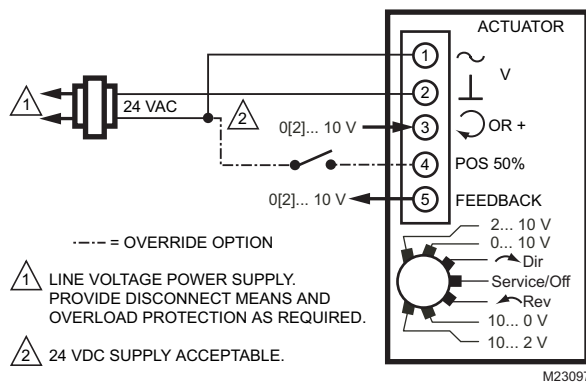 ACTUATOR
1
V
1
2
24 VAC
2
0[2]... 10 V
3
OR +
4
POS 50%
0[2]... 10 V
5
FEEDBACK
2... 10 V
0... 10 V
Dir
Service/Off
Rev
10... 0 V
10... 2 V
= OVERRIDE OPTION
1 LINE VOLTAGE POWER SUPPLY.
PROVIDE DISCONNECT MEANS AND
OVERLOAD PROTECTION AS REQUIRED.
2 24 VDC SUPPLY ACCEPTABLE.
M23097